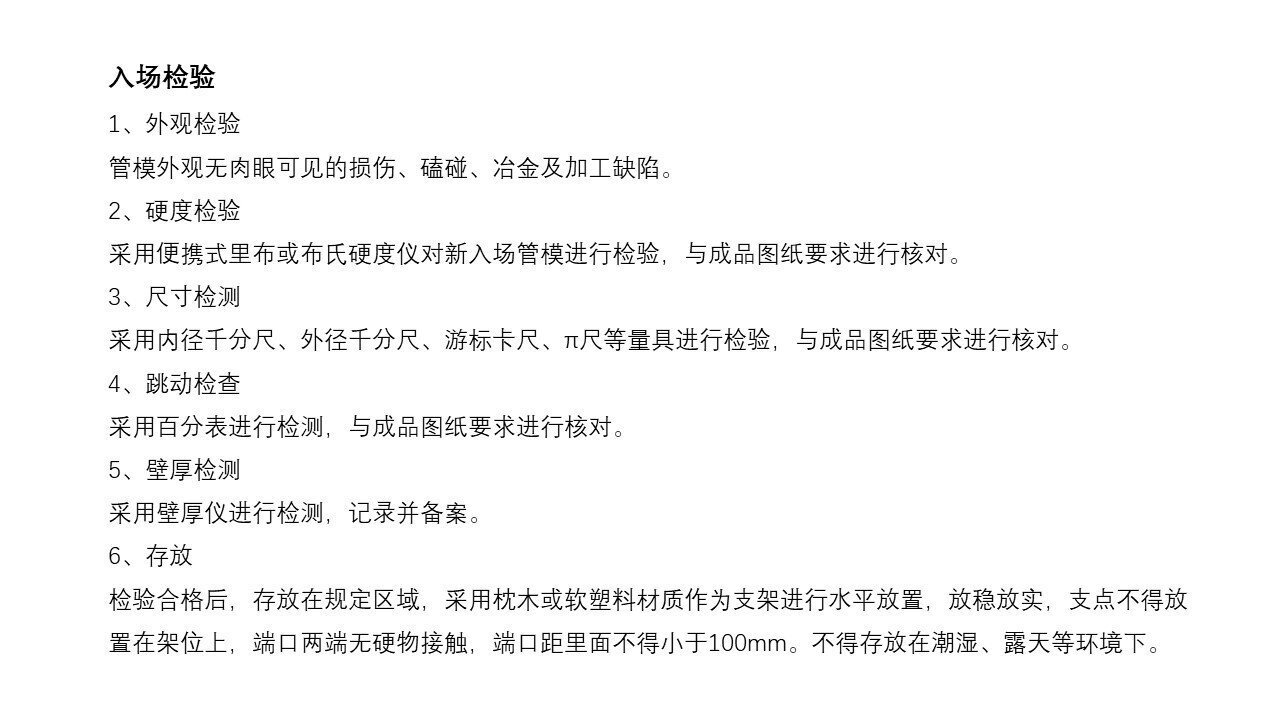 入场检验
1、外观检验
管模外观无肉眼可见的损伤、磕碰、冶金及加工缺陷。
2、硬度检验
采用便携式里布或布氏硬度仪对新入场管模进行检验，与成品图纸要求进行核对。
3、尺寸检测
采用内径千分尺、外径千分尺、游标卡尺、π尺等量具进行检验，与成品图纸要求进行核对。
4、跳动检查
采用百分表进行检测，与成品图纸要求进行核对。
5、壁厚检测
采用壁厚仪进行检测，记录并备案。
6、存放
检验合格后，存放在规定区域，采用枕木或软塑料材质作为支架进行水平放置，放稳放实，支点不得放
置在架位上，端口两端无硬物接触，端口距里面不得小于100mm。不得存放在潮湿、露天等环境下。